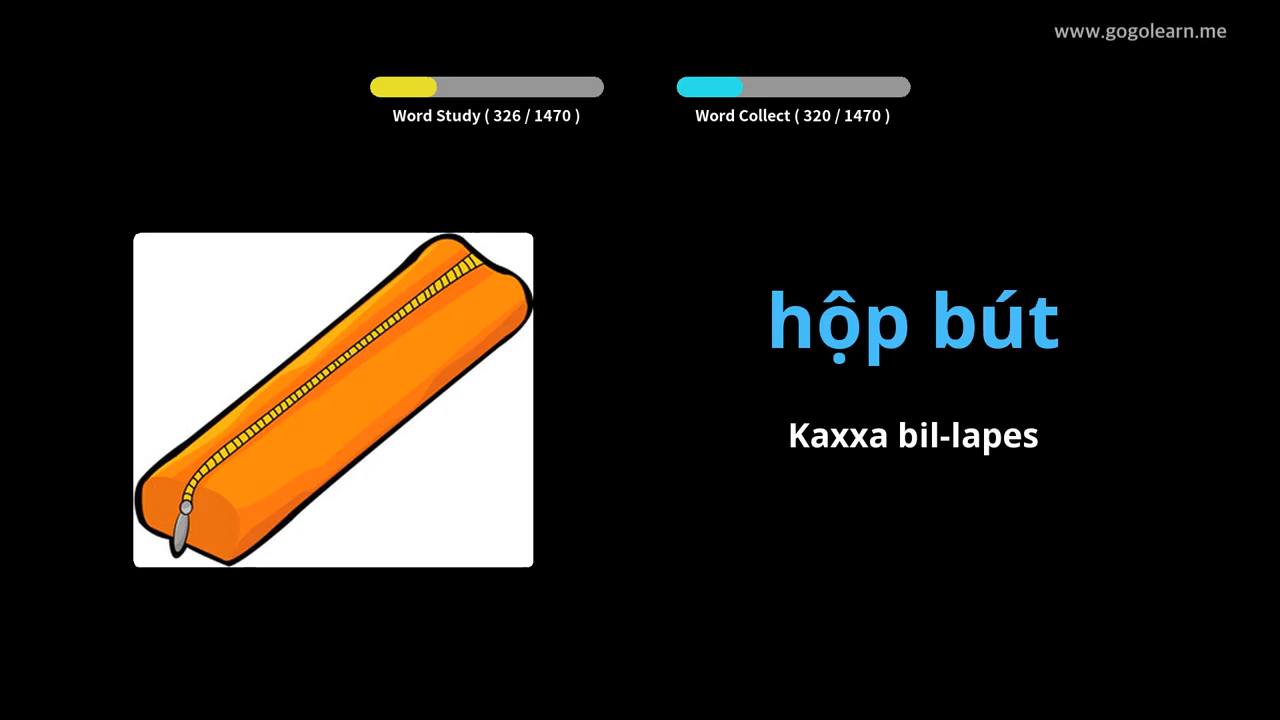 www.gogolearn.me
Word Study ( 326 / 1470 )
Word Collect ( 320 / 1470 )
hộp bút
Kaxxa bil-lapes